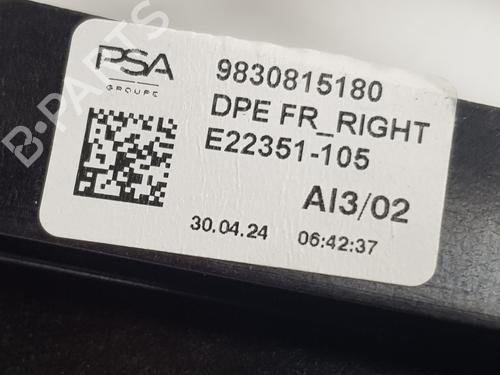 PSA
GROUPE
9830815180
DPE FR_RIGHT
E22351-105
AI3/02
30.04.24 06:42:37
B-PARTS